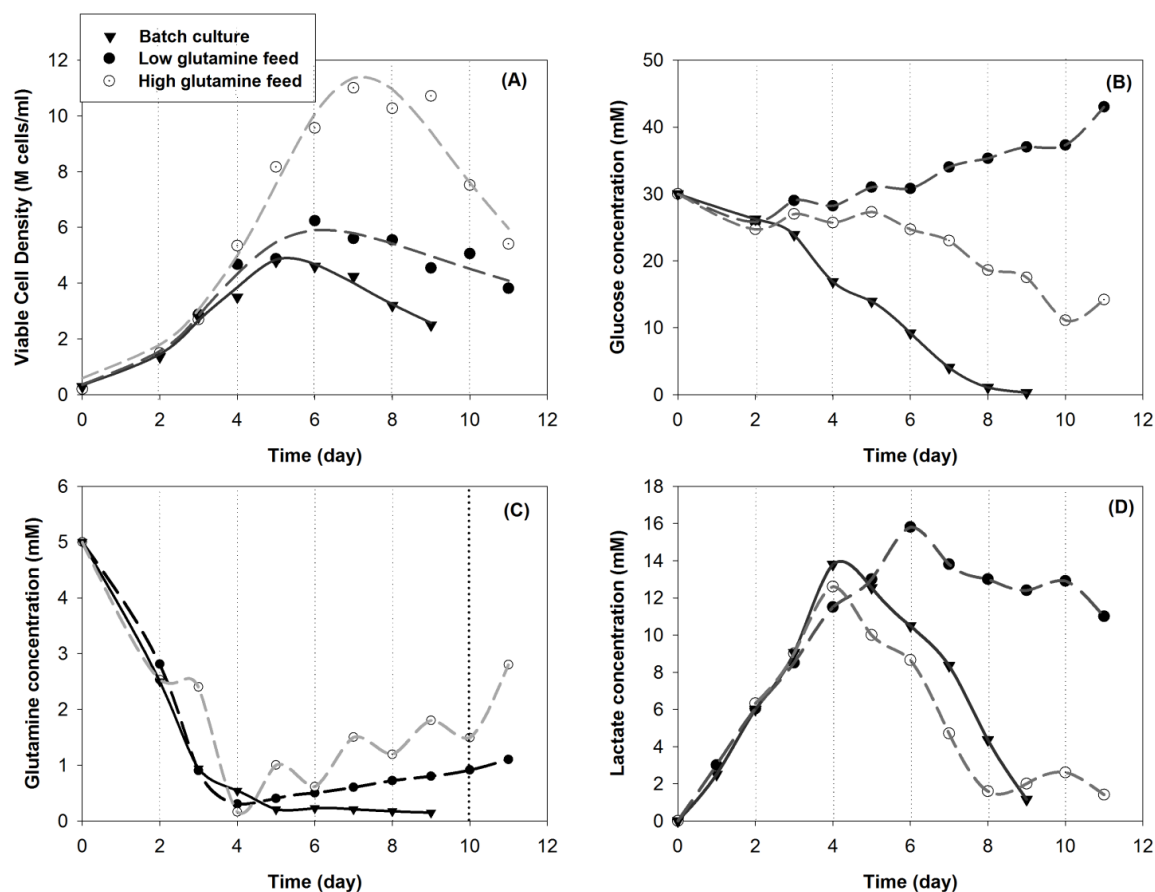 Batch culture
Low glutamine feed
High glutamine feed
(A)
Viable Cell Density (M cells/ml)
12
10
8
6
4
2
0
0 2 4 6 8 10 12
Time (day)
(B)
Glucose concentration (mM)
50
40
30
20
10
0
0 2 4 6 8 10 12
Time (day)
(C)
Glutamine concentration (mM)
6
5
4
3
2
1
0
0 2 4 6 8 10 12
Time (day)
(D)
Lactate concentration (mM)
18
16
14
12
10
8
6
4
2
0
0 2 4 6 8 10 12
Time (day)